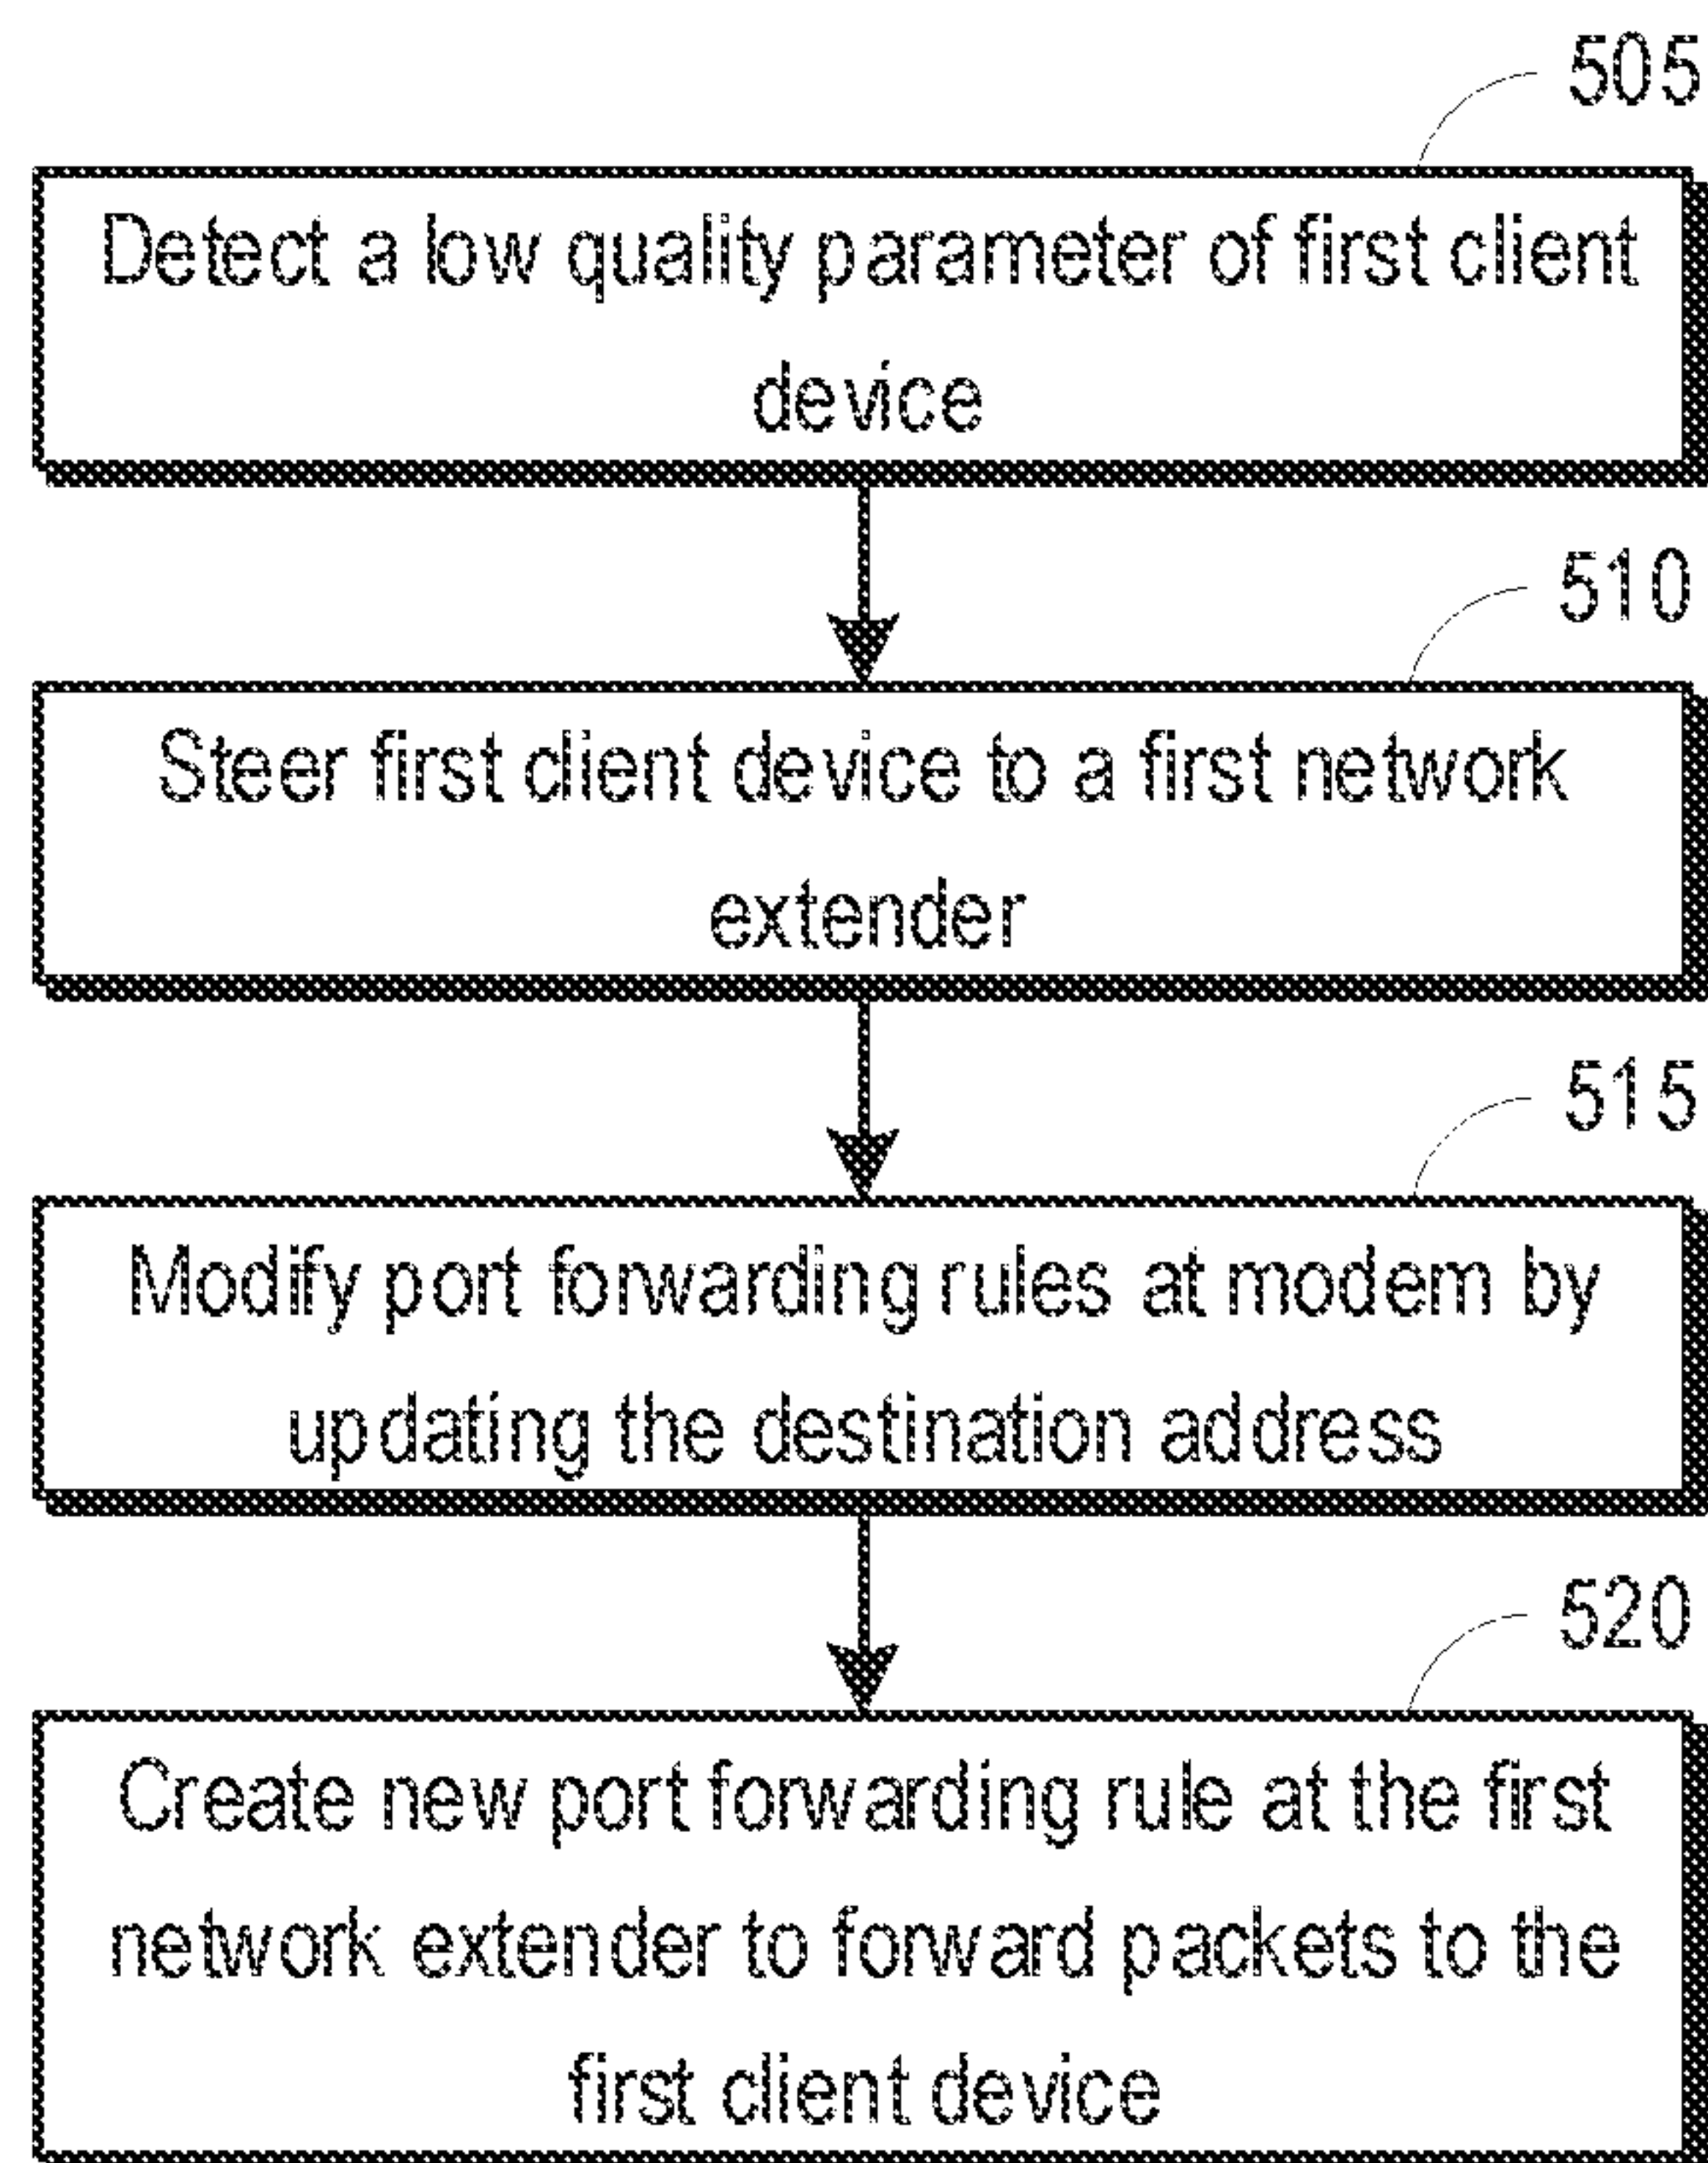 505
Detect a low quality parameter of first client
device
510
Steer first client device to a first network
extender
515
Modify port forwarding rules at modem by
updating the destination address
520
Create new port forwarding rule at the first
network extender to forward packets to the
first client device